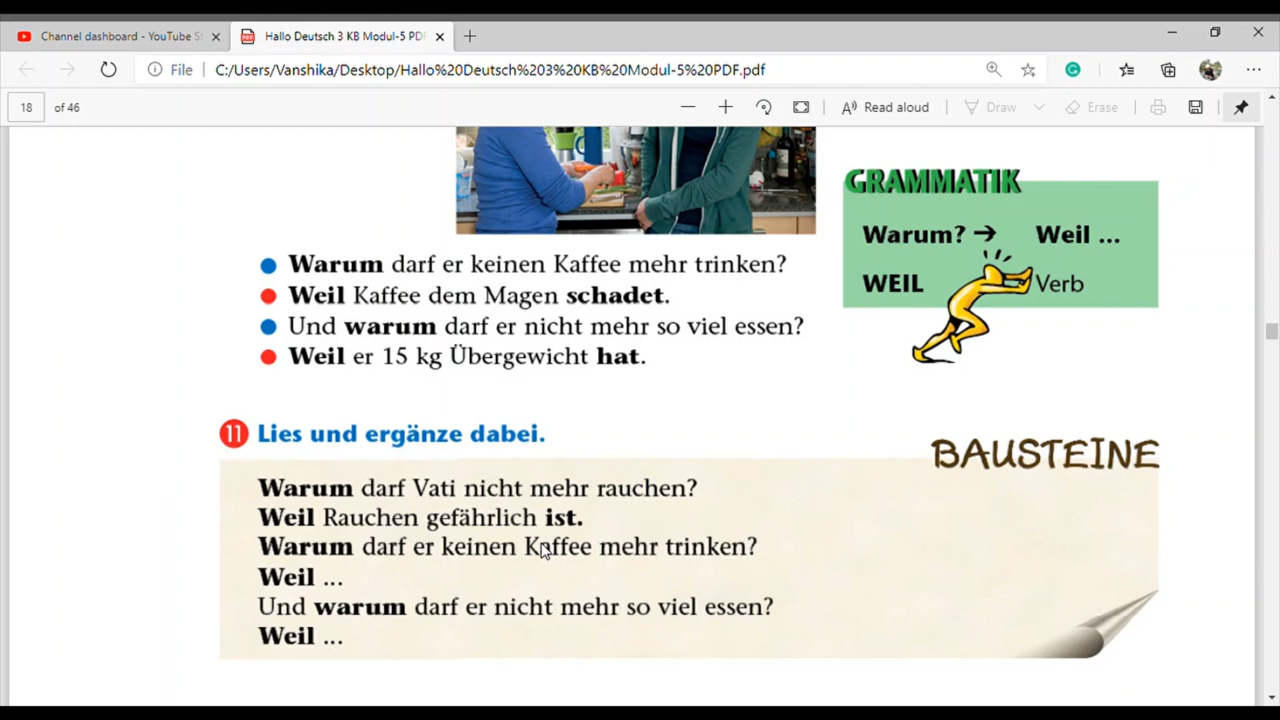 Channel dashboard - YouTube S
Hallo Deutsch 3 KB Modul-5 PDF
File
C:/Users/Vanshika/Desktop/Hallo%20Deutsch%203%20KB%20Modul-5%20PDF.pdf
18 of 46
Read aloud
Draw
Erase
GRAMMATIK
Warum? → Weil ...
WEIL Verb
Warum darf er keinen Kaffee mehr trinken?
Weil Kaffee dem Magen schadet.
Und warum darf er nicht mehr so viel essen?
Weil er 15 kg Übergewicht hat.
11 Lies und ergänze dabei.
BAUSTEINE
Warum darf Vati nicht mehr rauchen?
Weil Rauchen gefährlich ist.
Warum darf er keinen Kaffee mehr trinken?
Weil ...
Und warum darf er nicht mehr so viel essen?
Weil ...